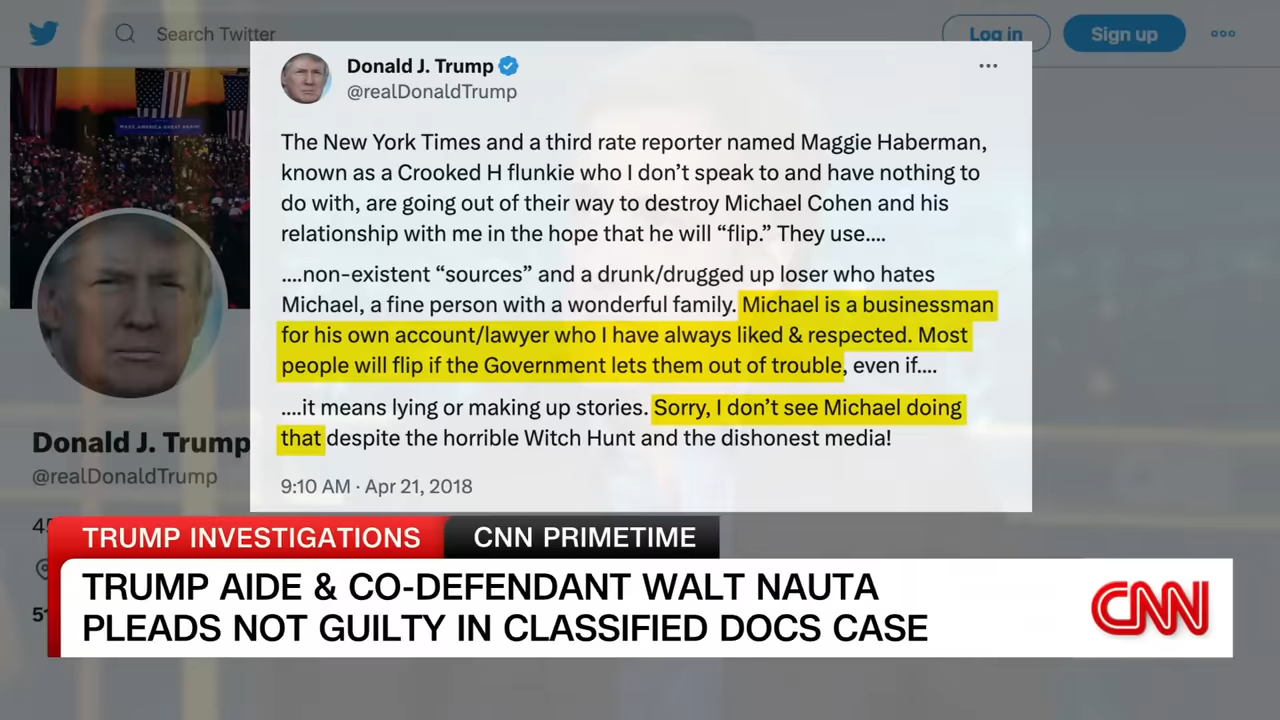 Search Twitter
Log in
Sign up
MAKE AMERICA GREAT AGAIN!
Donald J. Trump
@realDonaldTrump
The New York Times and a third rate reporter named Maggie Haberman,
known as a Crooked H flunkie who I don’t speak to and have nothing to
do with, are going out of their way to destroy Michael Cohen and his
relationship with me in the hope that he will “flip.” They use....
....non-existent “sources” and a drunk/drugged up loser who hates
Michael, a fine person with a wonderful family. Michael is a businessman
for his own account/lawyer who I have always liked & respected. Most
people will flip if the Government lets them out of trouble, even if....
....it means lying or making up stories. Sorry, I don’t see Michael doing
that despite the horrible Witch Hunt and the dishonest media!
9:10 AM · Apr 21, 2018
Donald J. Trump
@realDonaldTrump
45
51
TRUMP INVESTIGATIONS
CNN PRIMETIME
TRUMP AIDE & CO-DEFENDANT WALT NAUTA
PLEADS NOT GUILTY IN CLASSIFIED DOCS CASE
CNN